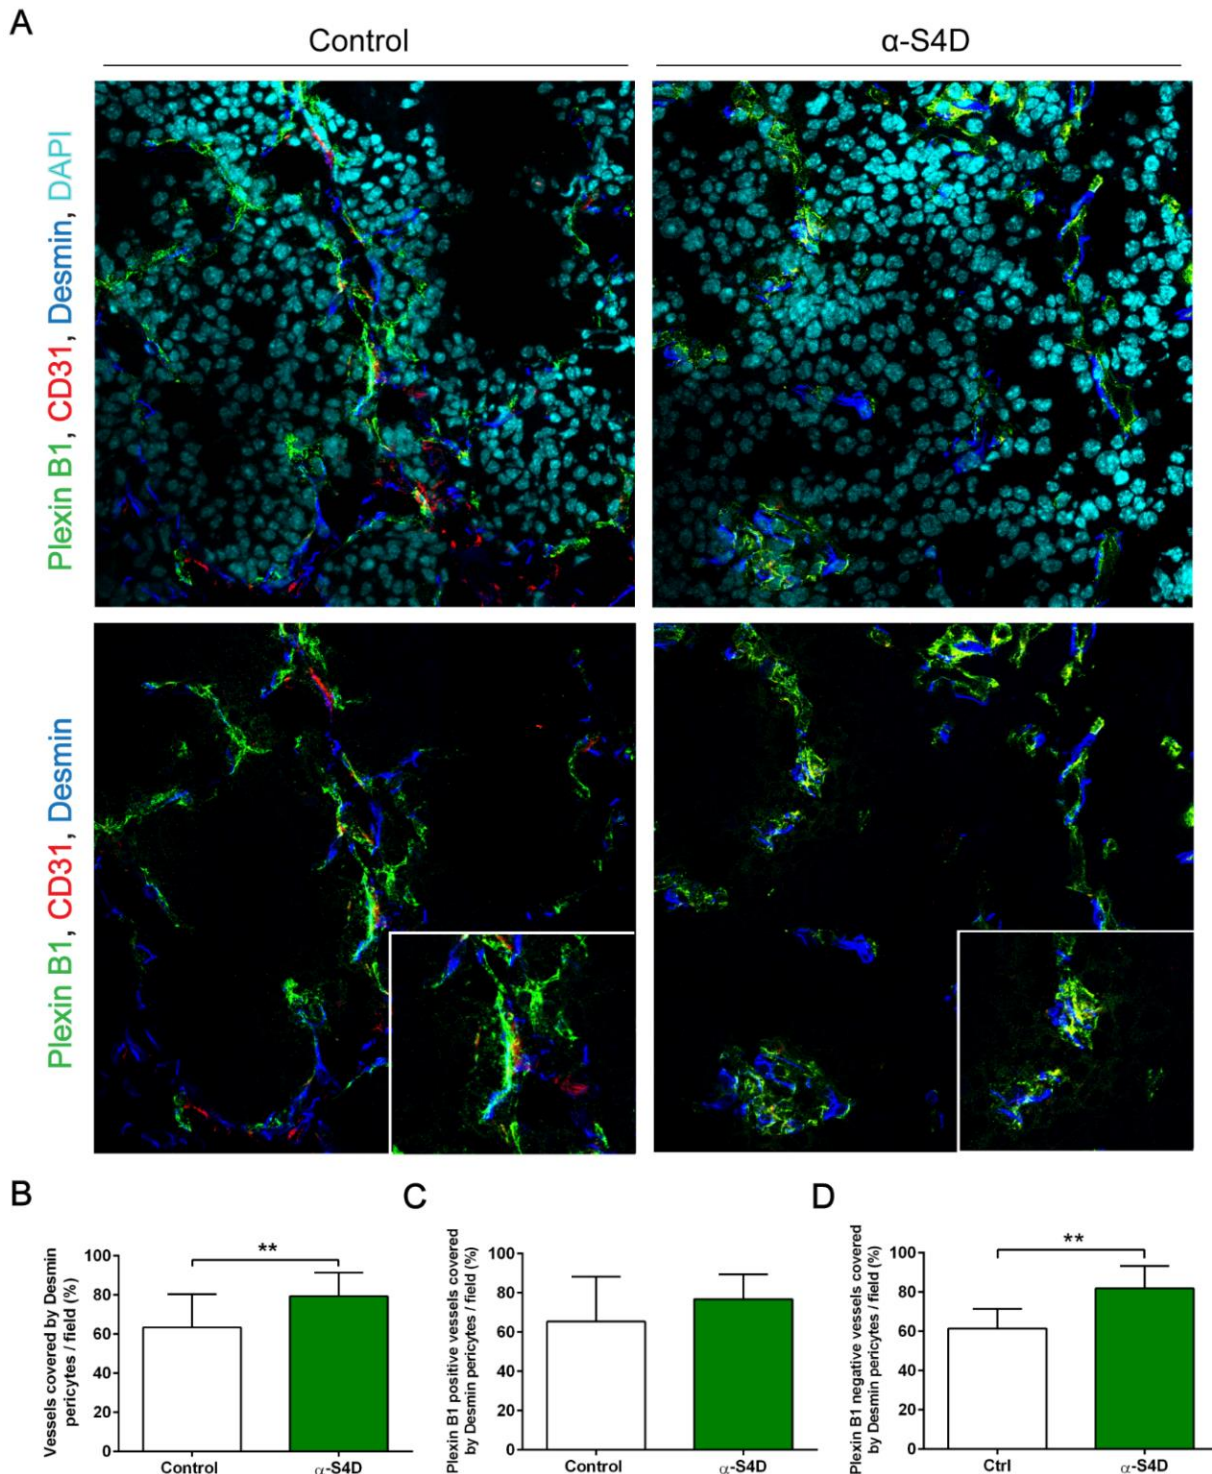 A
Control
α-S4D
Plexin B1, CD31, Desmin, DAPI
Plexin B1, CD31, Desmin
B
Vessels covered by Desmin
pericytes / field (%)
100
80
60
40
20
0
**
Control
α-S4D
C
Plexin B1 positive vessels covered
by Desmin pericytes / field (%)
100
80
60
40
20
0
Control
α-S4D
D
Plexin B1 negative vessels covered
by Desmin pericytes / field (%)
100
80
60
40
20
0
**
Ctrl
α-S4D